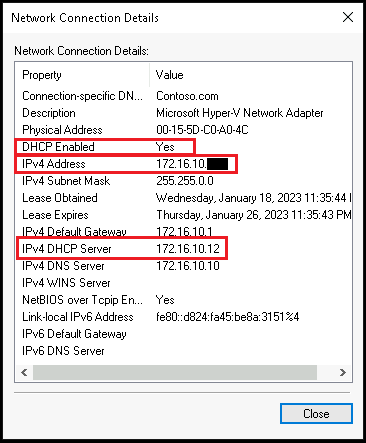 Network Connection Details
Network Connection Details:
Property Value
Connection-specific DN... Contoso.com
Description Microsoft Hyper-V Network Adapter
Physical Address 00-15-5D-C0-A0-4C
DHCP Enabled Yes
IPv4 Address 172.16.10.
IPv4 Subnet Mask 255.255.0.0
Lease Obtained Wednesday, January 18, 2023 11:35:44
Lease Expires Thursday, January 26, 2023 11:35:43 PM
IPv4 Default Gateway 172.16.10.1
IPv4 DHCP Server 172.16.10.12
IPv4 DNS Server 172.16.10.10
IPv4 WINS Server
NetBIOS over Tcpip En... Yes
Link-local IPv6 Address fe80::d824:fa45:be8a:3151%4
IPv6 Default Gateway
IPv6 DNS Server
Close